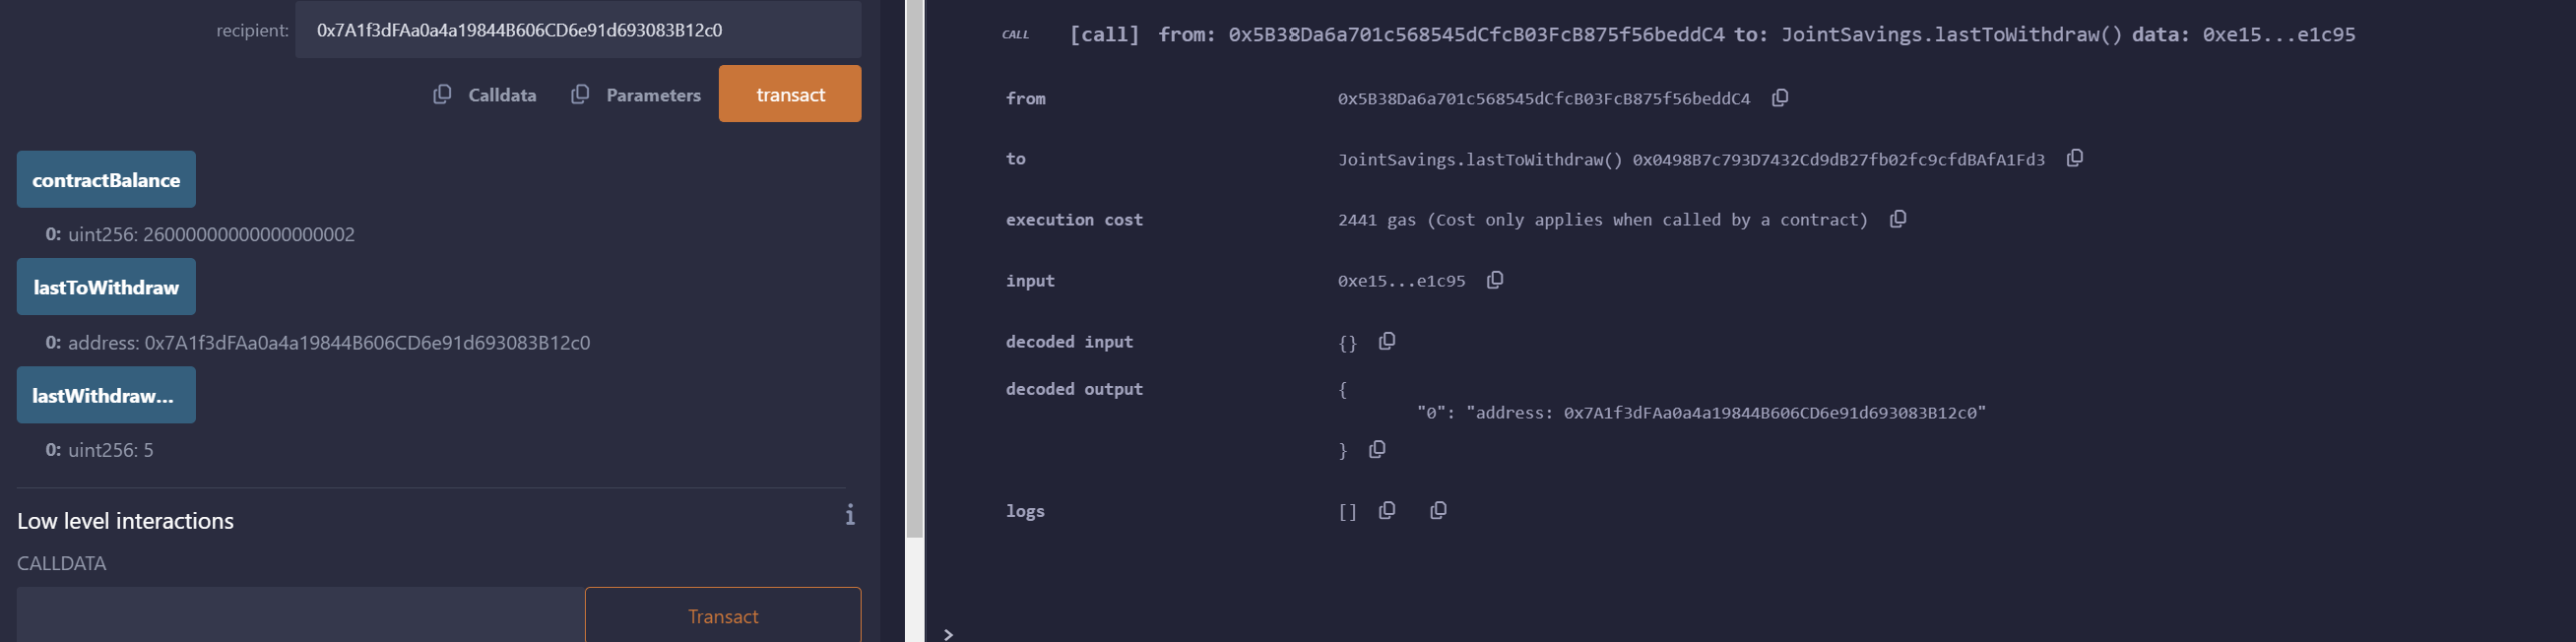 recipient: 0x7A1f3dFAa0a4a19844B606CD6e91d693083B12c0
Calldata Parameters transact
contractBalance
0: uint256: 26000000000000000002
lastToWithdraw
0: address: 0x7A1f3dFAa0a4a19844B606CD6e91d693083B12c0
lastWithdraw...
0: uint256: 5
Low level interactions
i
CALLDATA
Transact
CALL [call] from: 0x5B38Da6a701c568545dCfcB03FcB875f56beddC4 to: JointSavings.lastToWithdraw() data: 0xe15...e1c95
from 0x5B38Da6a701c568545dCfcB03FcB875f56beddC4
to JointSavings.lastToWithdraw() 0x0498B7c793D7432Cd9dB27fb02fc9cfdBAfA1Fd3
execution cost 2441 gas (Cost only applies when called by a contract)
input 0xe15...e1c95
decoded input {}
decoded output {
"0": "address: 0x7A1f3dFAa0a4a19844B606CD6e91d693083B12c0"
}
logs []
>